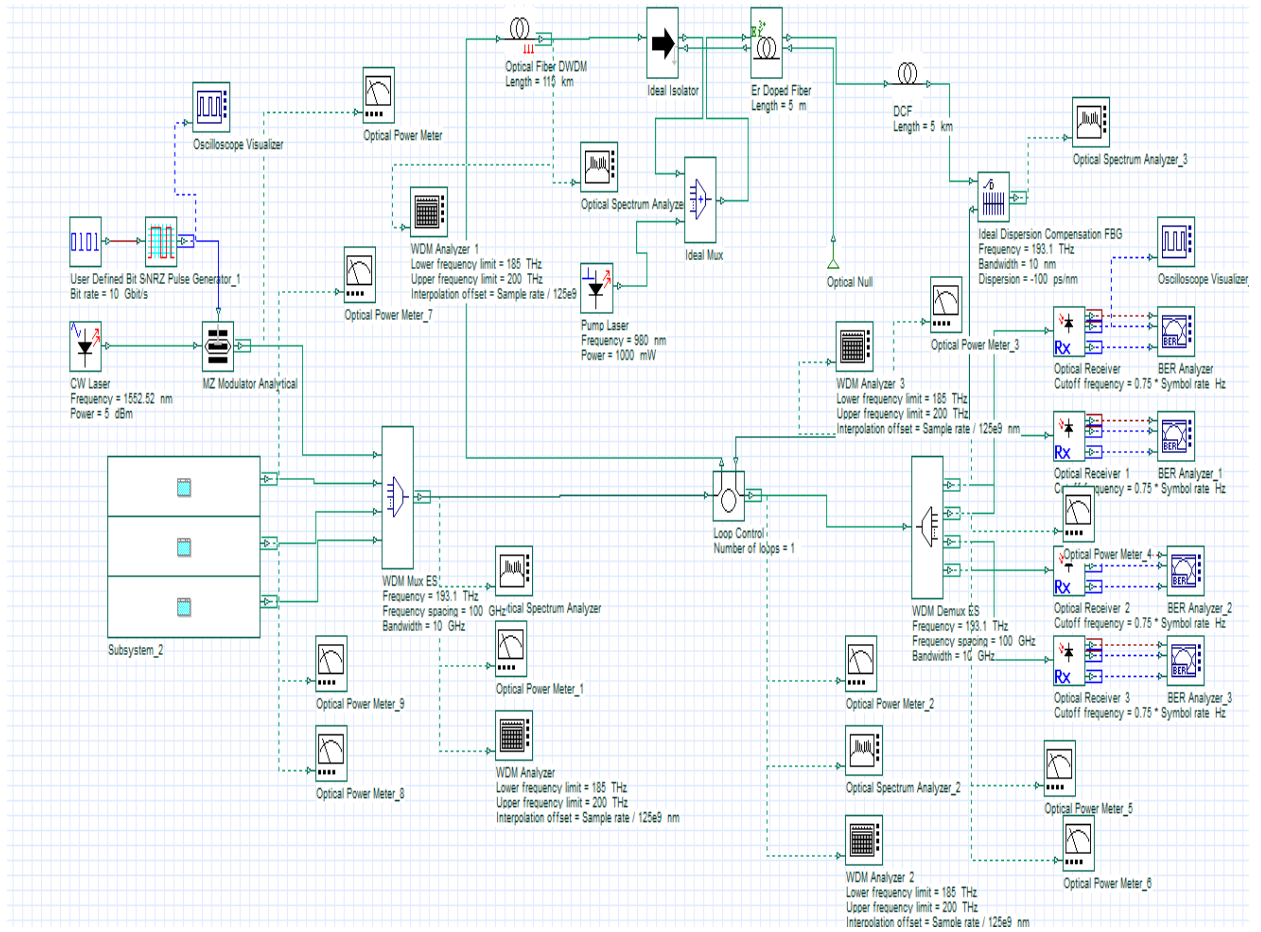 Optical Fiber DWDM
Length = 115 km
Ideal Isolator
Er Doped Fiber
Length = 5 m
DCF
Length = 5 km
Optical Power Meter
Oscilloscope Visualizer
Optical Spectrum Analyzer_3
Optical Spectrum Analyze
0101
User Defined Bit SNRZ Pulse Generator_1
Bit rate = 10 Gbit/s
WDM Analyzer 1
Lower frequency limit = 185 THz
Upper frequency limit = 200 THz
Interpolation offset = Sample rate / 125e9
Ideal Mux
Optical Null
Ideal Dispersion Compensation FBG
Frequency = 193.1 THz
Bandwidth = 10 nm
Dispersion = -100 ps/nm
Oscilloscope Visualizer
Optical Power Meter_7
Pump Laser
Frequency = 980 nm
Power = 1000 mW
Optical Power Meter_3
CW Laser
Frequency = 1552.52 nm
Power = 5 dBm
MZ Modulator Analytical
WDM Analyzer 3
Lower frequency limit = 185 THz
Upper frequency limit = 200 THz
Interpolation offset = Sample rate / 125e9 nm
Rx
BER
Optical Receiver
Cutoff frequency = 0.75 * Symbol rate Hz
BER Analyzer
Rx
BER
Optical Receiver 1
Cutoff frequency = 0.75 * Symbol rate Hz
BER Analyzer_1
Optical Power Meter_4
Rx
BER
Optical Receiver 2
Cutoff frequency = 0.75 * Symbol rate Hz
BER Analyzer_2
Rx
BER
Optical Receiver 3
Cutoff frequency = 0.75 * Symbol rate Hz
BER Analyzer_3
Loop Control
Number of loops = 1
WDM Mux ES
Frequency = 193.1 THz
Frequency spacing = 100 GHz
Bandwidth = 10 GHz
Optical Spectrum Analyzer
WDM Demux ES
Frequency = 193.1 THz
Frequency spacing = 100 GHz
Bandwidth = 10 GHz
Subsystem_2
Optical Power Meter_9
Optical Power Meter_1
Optical Power Meter_2
Optical Power Meter_8
WDM Analyzer
Lower frequency limit = 185 THz
Upper frequency limit = 200 THz
Interpolation offset = Sample rate / 125e9 nm
Optical Spectrum Analyzer_2
Optical Power Meter_5
Optical Power Meter_6
WDM Analyzer 2
Lower frequency limit = 185 THz
Upper frequency limit = 200 THz
Interpolation offset = Sample rate / 125e9 nm